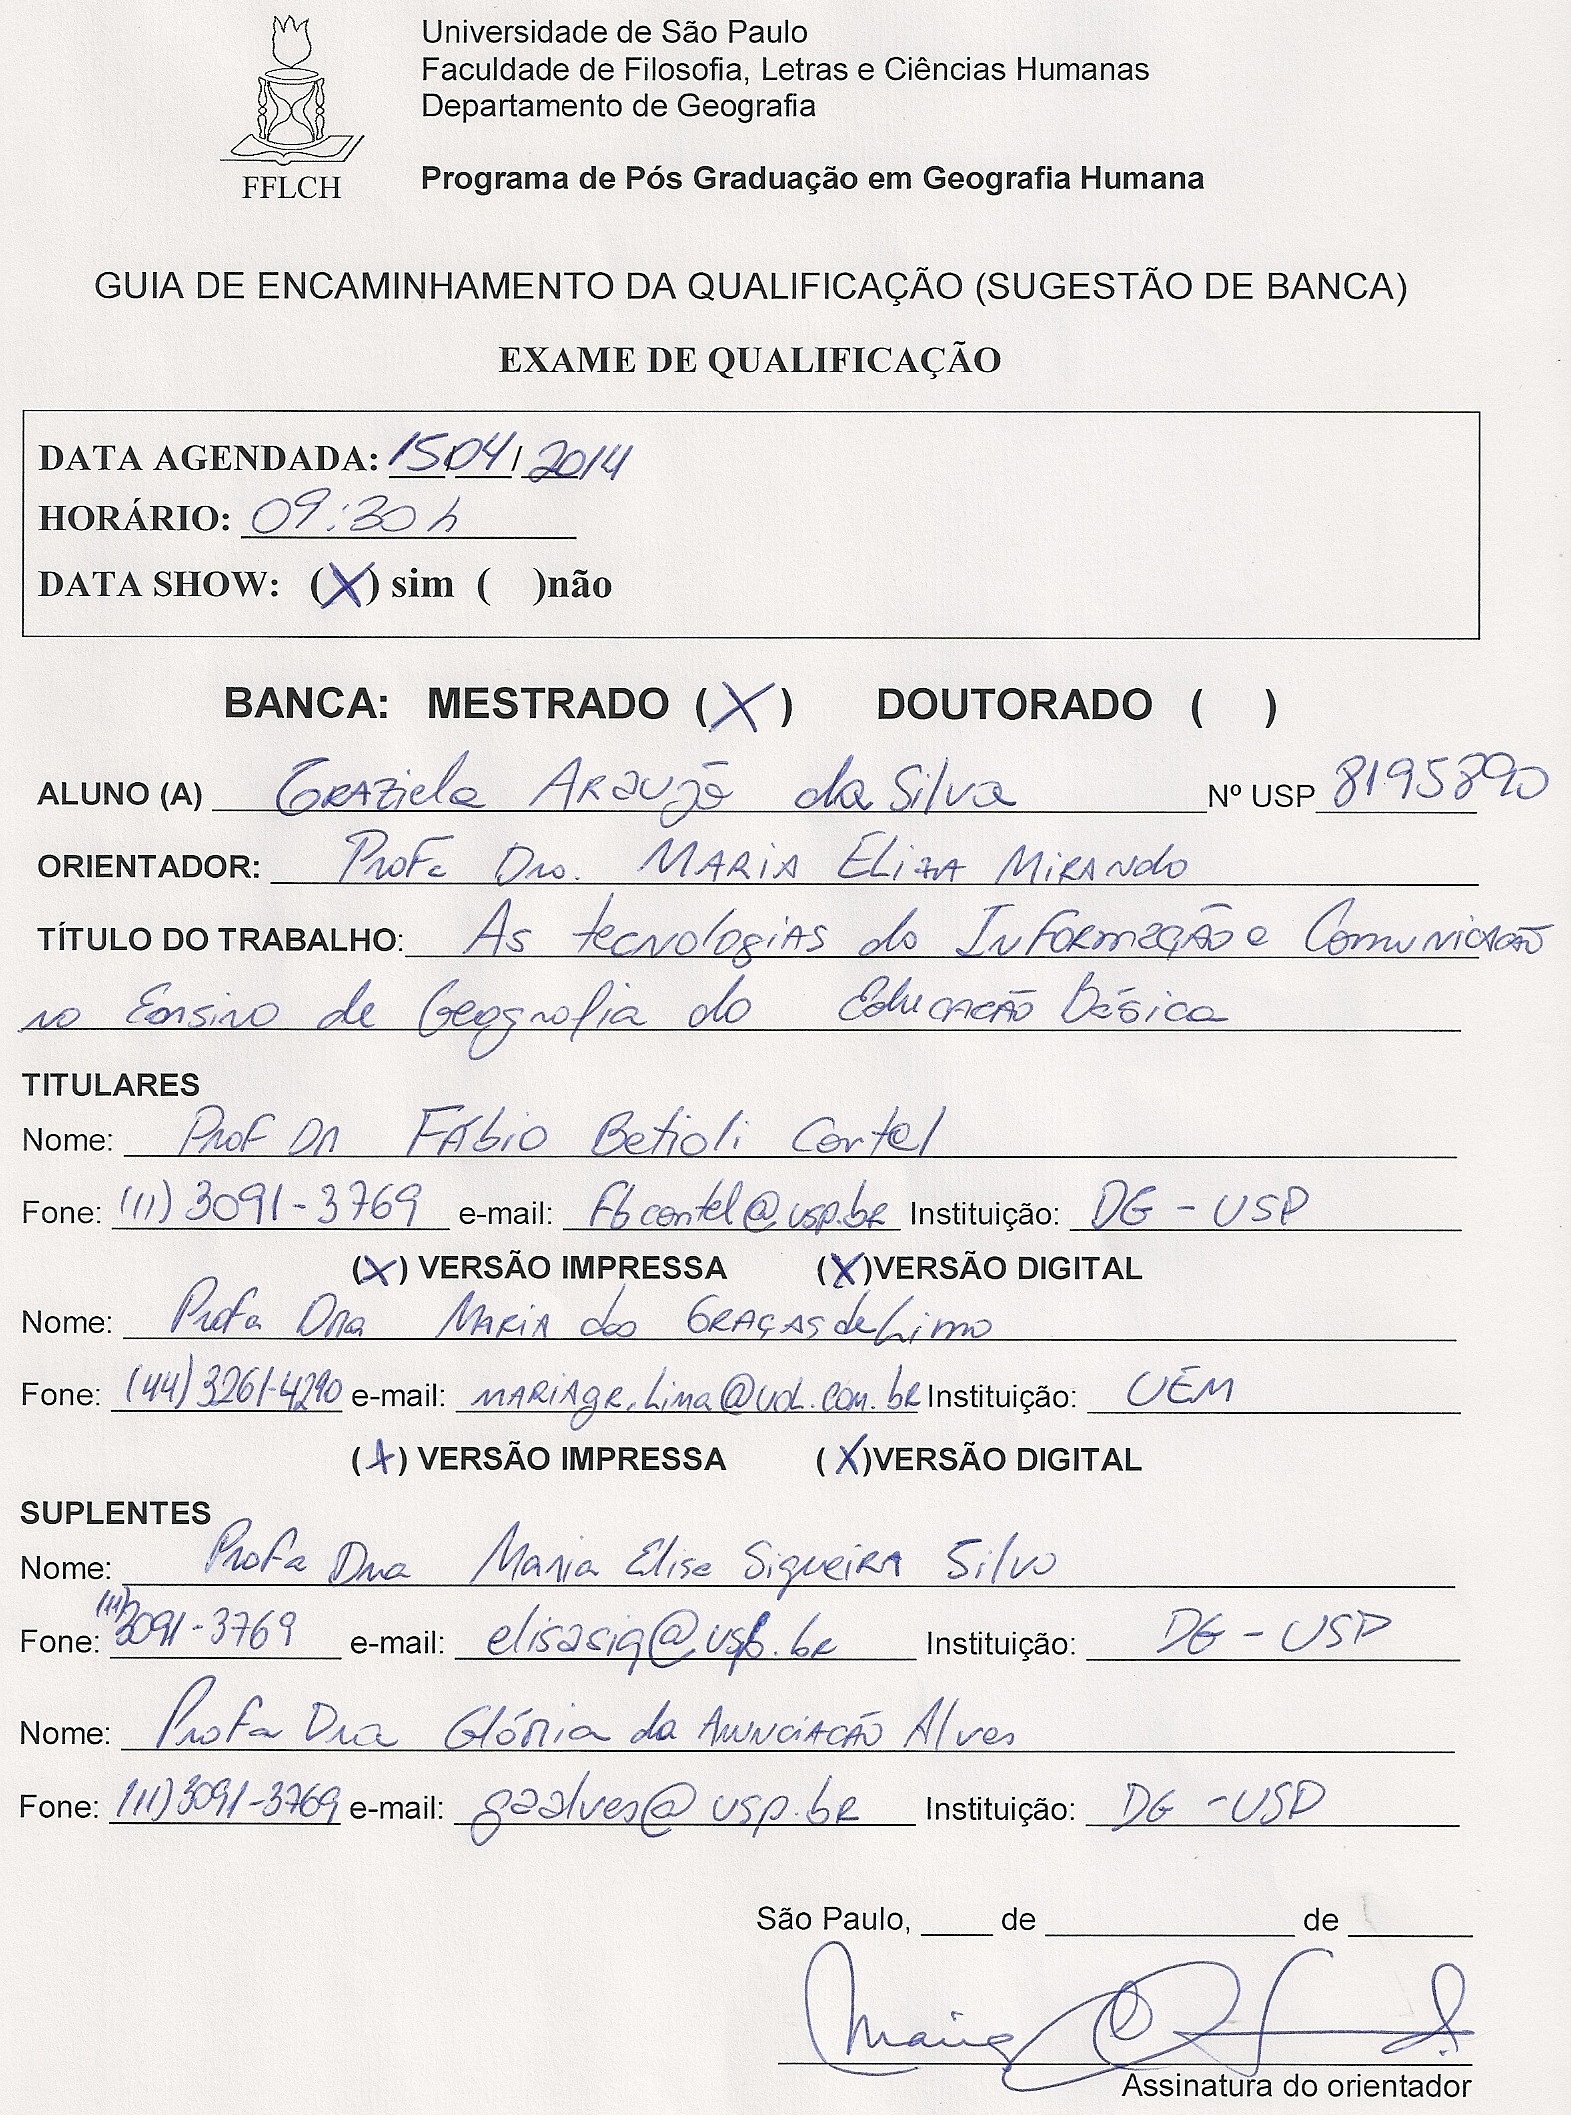 Universidade de São Paulo
Faculdade de Filosofia, Letras e Ciências Humanas
Departamento de Geografia
FFLCH
Programa de Pós Graduação em Geografia Humana
GUIA DE ENCAMINHAMENTO DA QUALIFICAÇÃO (SUGESTÃO DE BANCA)
EXAME DE QUALIFICAÇÃO
DATA AGENDADA: 15/04/2014
HORÁRIO: 09:30 h
DATA SHOW: (X) sim ( )não
BANCA: MESTRADO (X) DOUTORADO ( )
ALUNO (A) Graziela Araujo da Silva Nº USP 8195890
ORIENTADOR: Profa Dra. Maria Eliza Miranda
TÍTULO DO TRABALHO: As tecnologias da Informação e Comunicação
no Ensino de Geografia da Educação Básica
TITULARES
Nome: Prof Dr Fábio Betioli Contel
Fone: (11) 3091-3769 e-mail: fbcontel@usp.br Instituição: DG - USP
(X) VERSÃO IMPRESSA (X)VERSÃO DIGITAL
Nome: Profa Dra Maria das Graças de Lima
Fone: (44) 3261-4290 e-mail: mariagr.lima@uol.com.br Instituição: UEM
(X) VERSÃO IMPRESSA (X)VERSÃO DIGITAL
SUPLENTES
Nome: Profa Dra Maria Elisa Siqueira Silva
Fone: (11) 3091-3769 e-mail: elisasiq@usp.br Instituição: DG - USP
Nome: Profa Dra Glória da Anunciação Alves
Fone: (11) 3091-3769 e-mail: gaalves@usp.br Instituição: DG - USP
São Paulo, ____ de ______________ de _______
Assinatura do orientador